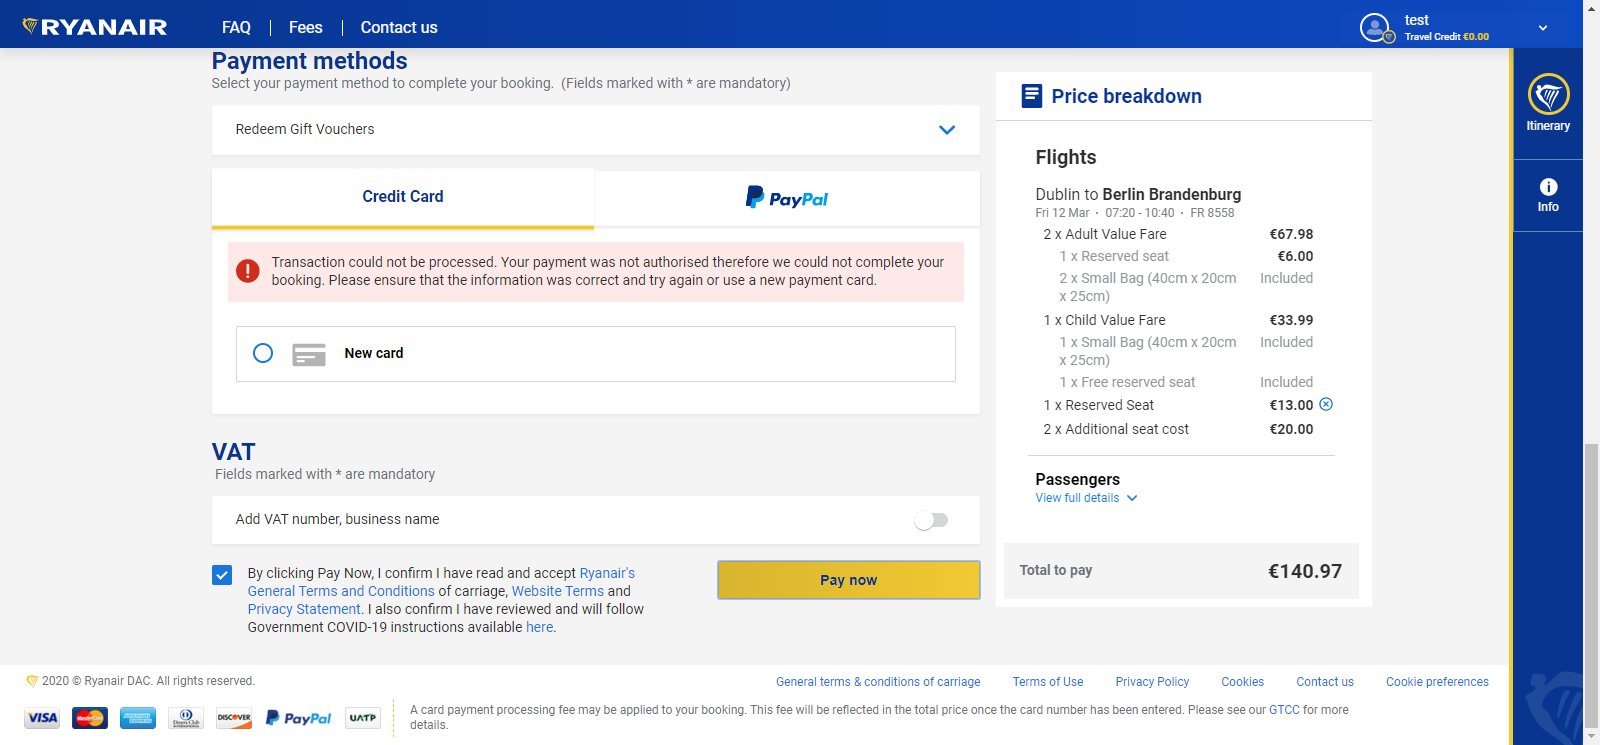 RYANAIR
FAQ
Fees
Contact us
test
Travel Credit €0.00
Payment methods
Select your payment method to complete your booking. (Fields marked with * are mandatory)
Redeem Gift Vouchers
Credit Card
PayPal
Transaction could not be processed. Your payment was not authorised therefore we could not complete your
booking. Please ensure that the information was correct and try again or use a new payment card.
New card
VAT
Fields marked with * are mandatory
Add VAT number, business name
By clicking Pay Now, I confirm I have read and accept Ryanair's
General Terms and Conditions of carriage, Website Terms and
Privacy Statement. I also confirm I have reviewed and will follow
Government COVID-19 instructions available here.
Pay now
Price breakdown
Flights
Dublin to Berlin Brandenburg
Fri 12 Mar · 07:20 - 10:40 · FR 8558
2 x Adult Value Fare €67.98
1 x Reserved seat €6.00
2 x Small Bag (40cm x 20cm Included
x 25cm)
1 x Child Value Fare €33.99
1 x Small Bag (40cm x 20cm Included
x 25cm)
1 x Free reserved seat Included
1 x Reserved Seat €13.00
2 x Additional seat cost €20.00
Passengers
View full details
Total to pay €140.97
Itinerary
Info
2020 © Ryanair DAC. All rights reserved.
General terms & conditions of carriage
Terms of Use
Privacy Policy
Cookies
Contact us
Cookie preferences
VISA
MasterCard
AMERICAN EXPRESS
Diners Club INTERNATIONAL
DISCOVER
PayPal
UATP
A card payment processing fee may be applied to your booking. This fee will be reflected in the total price once the card number has been entered. Please see our GTCC for more
details.